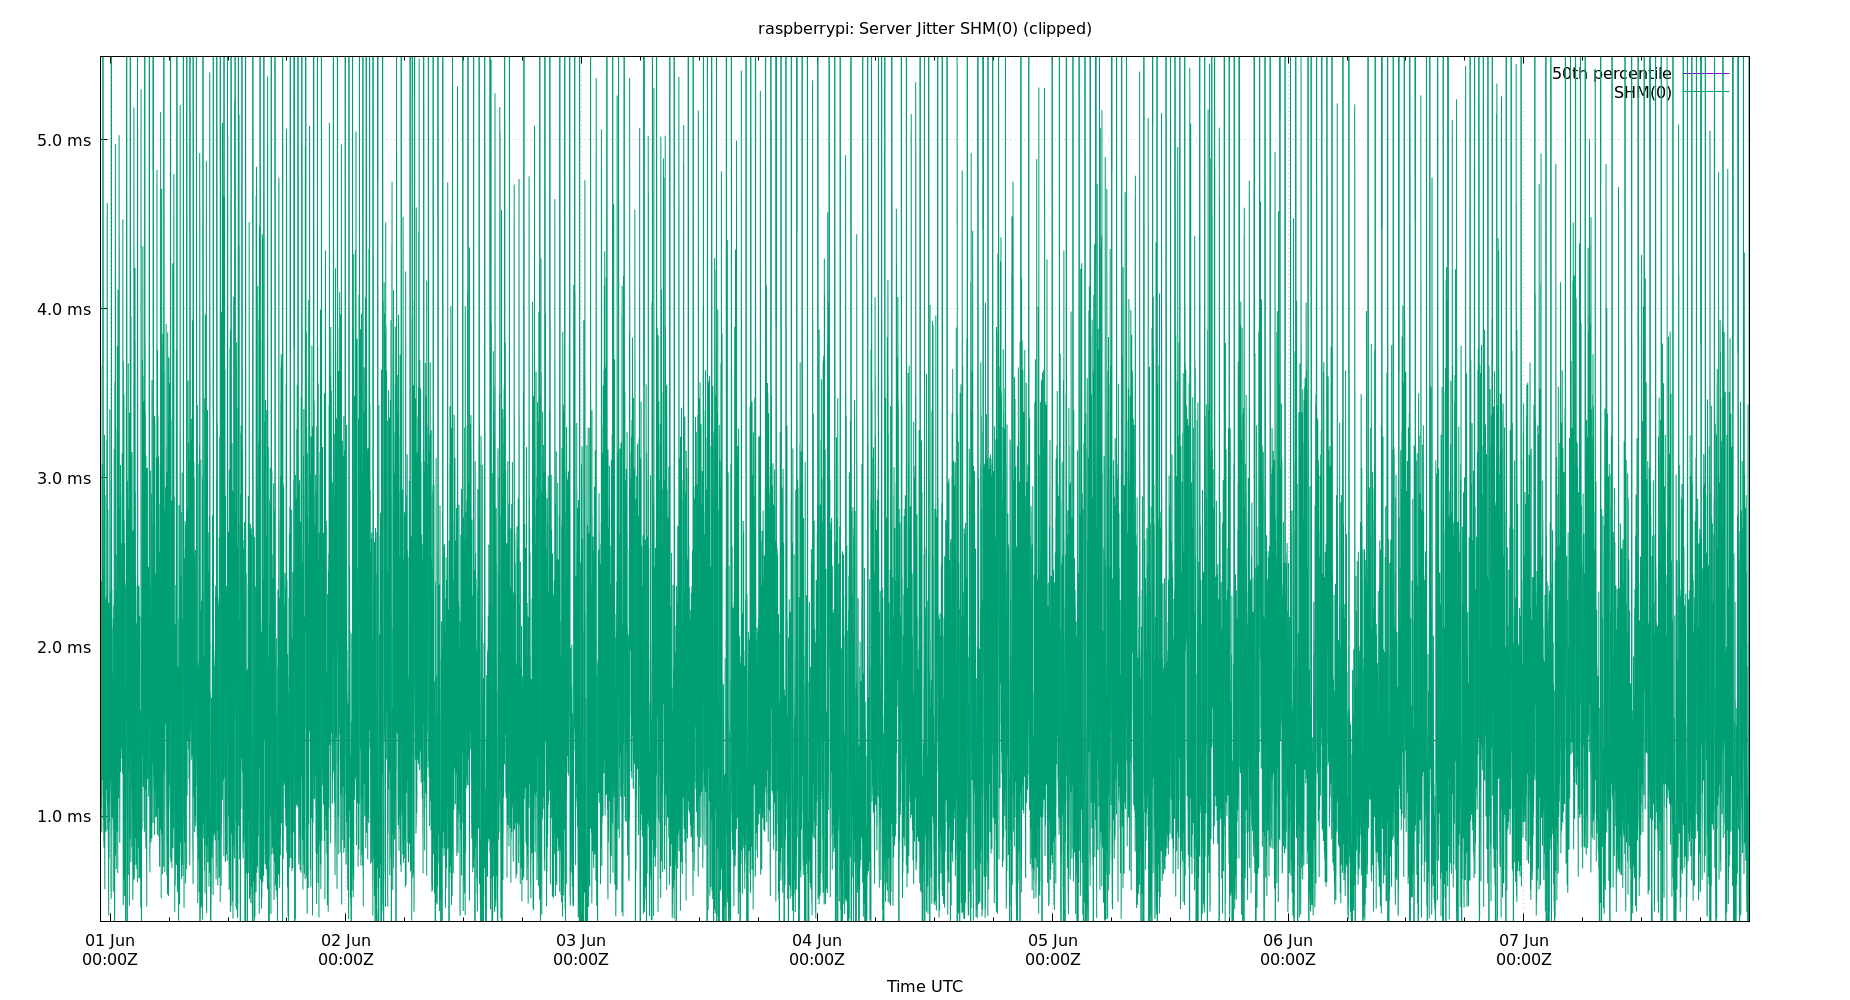 raspberrypi: Server Jitter SHM(0) (clipped)
50th percentile
SHM(0)
5.0 ms
4.0 ms
3.0 ms
2.0 ms
1.0 ms
01 Jun 02 Jun 03 Jun 04 Jun 05 Jun 06 Jun 07 Jun
00:00Z 00:00Z 00:00Z 00:00Z 00:00Z 00:00Z 00:00Z
Time UTC